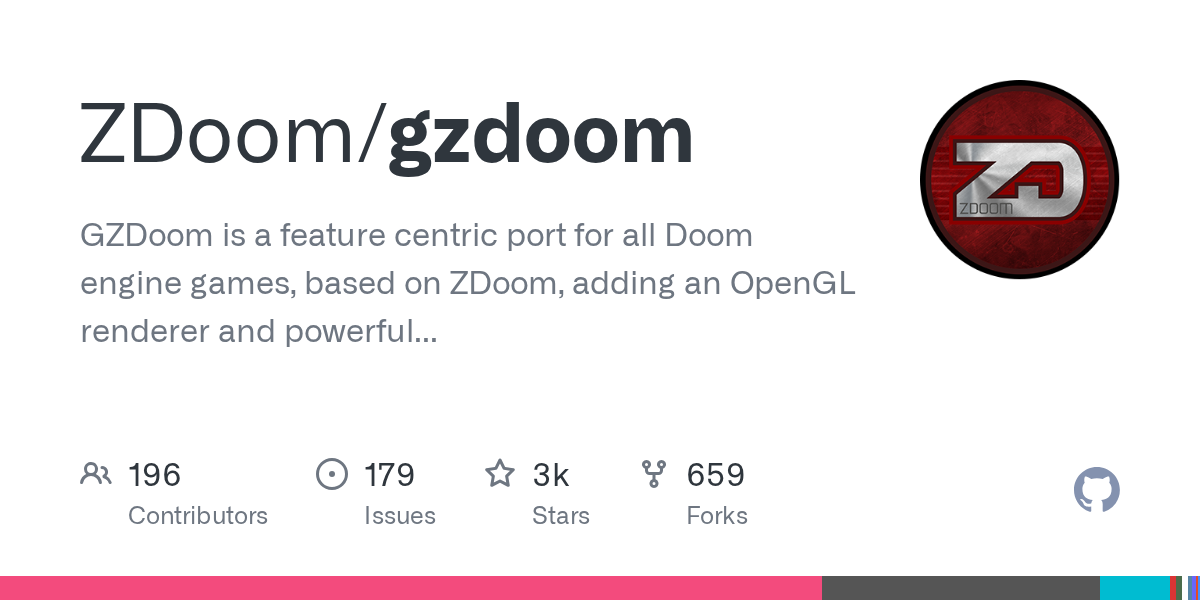 ZDoom/gzdoom
GZDoom is a feature centric port for all Doom
engine games, based on ZDoom, adding an OpenGL
renderer and powerful...
ZD
ZDOOM
196
Contributors
179
Issues
3k
Stars
659
Forks